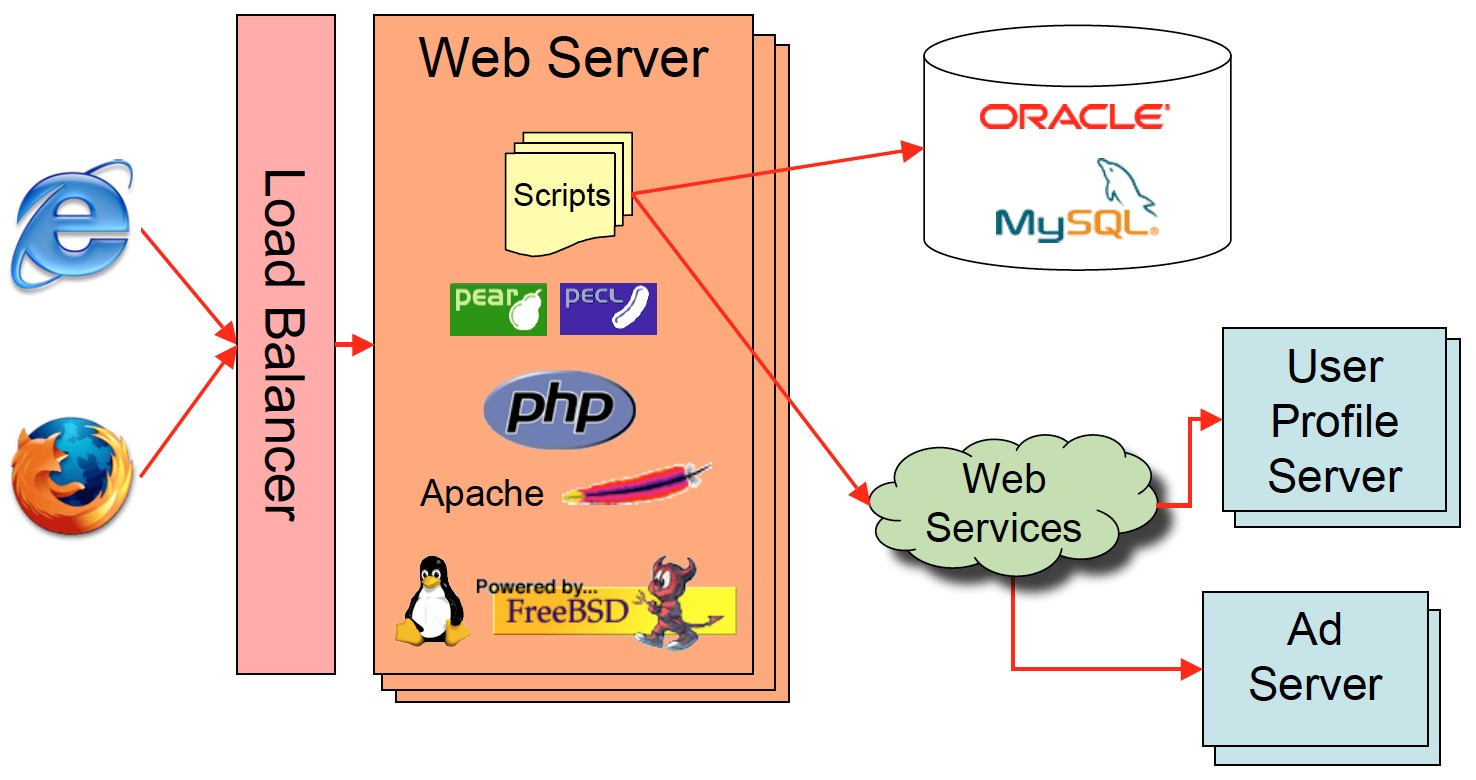 Load Balancer
Web Server
Scripts
pear
PECL
php
Apache
Powered by...
FreeBSD
ORACLE®
MySQL®
Web
Services
User
Profile
Server
Ad
Server